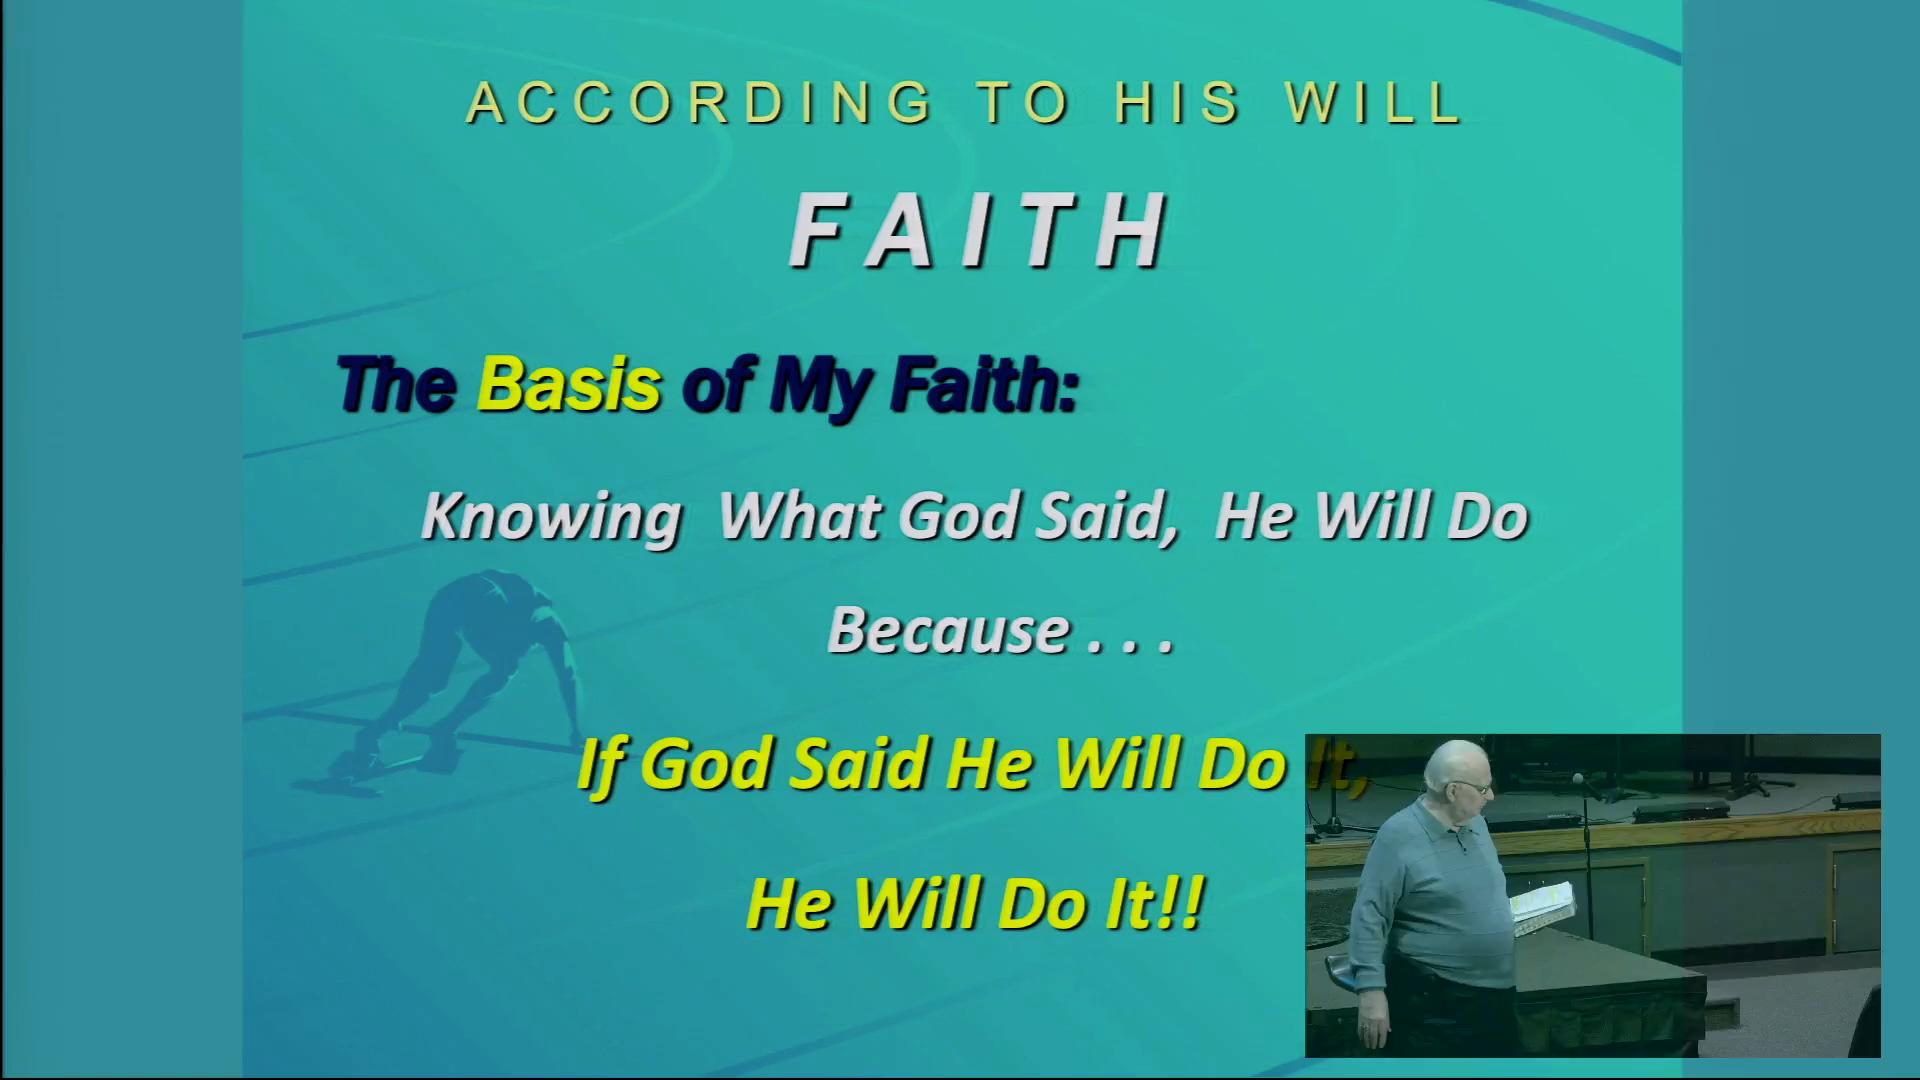 ACCORDING TO HIS WILL
FAITH
The Basis of My Faith:
Knowing What God Said, He Will Do
Because . . .
If God Said He Will Do It,
He Will Do It!!